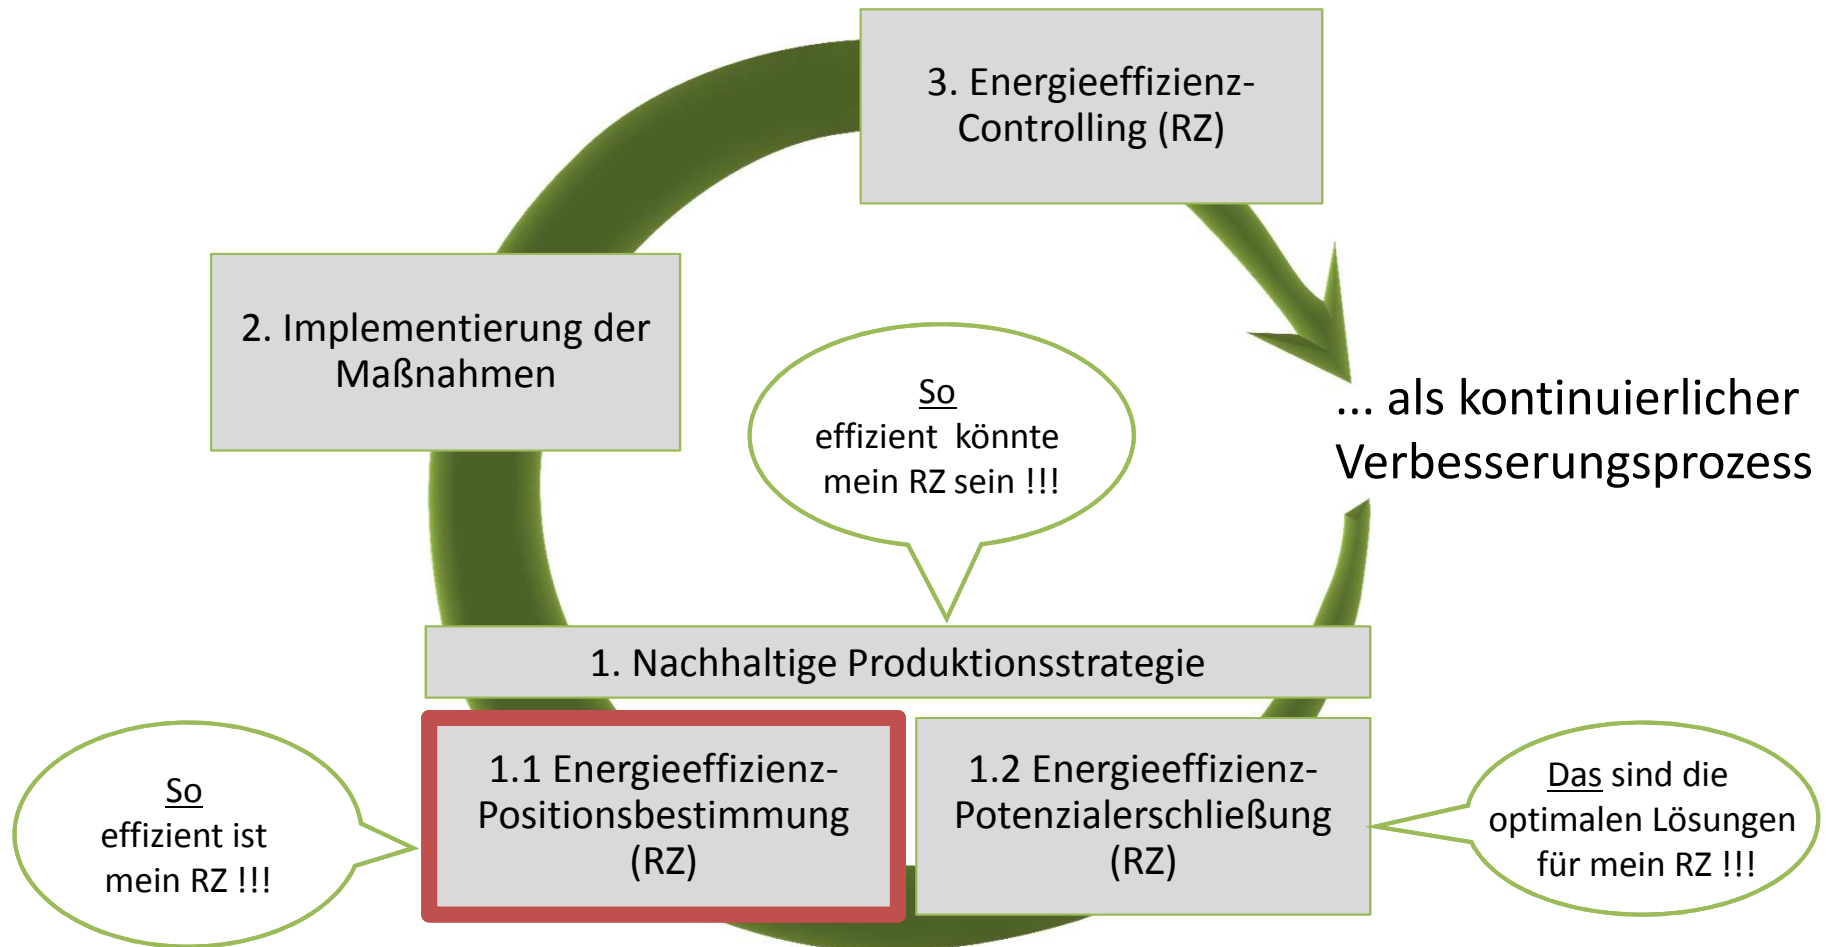 3. Energieeffizienz-
Controlling (RZ)
2. Implementierung der
Maßnahmen
So
effizient könnte
mein RZ sein !!!
... als kontinuierlicher
Verbesserungsprozess
1. Nachhaltige Produktionsstrategie
So
effizient ist
mein RZ !!!
1.1 Energieeffizienz-
Positionsbestimmung
(RZ)
1.2 Energieeffizienz-
Potenzialerschließung
(RZ)
Das sind die
optimalen Lösungen
für mein RZ !!!